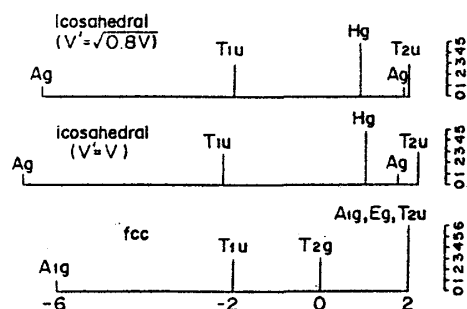 icosahedral
(V'=√0.8V)
Ag
T1u
Hg
Ag
T2u
012345
icosahedral
(V'=V)
Ag
T1u
Hg
Ag
T2u
012345
fcc
A1g
T1u
T2g
A1g,Eg,T2u
0123456
-6
-2
0
2